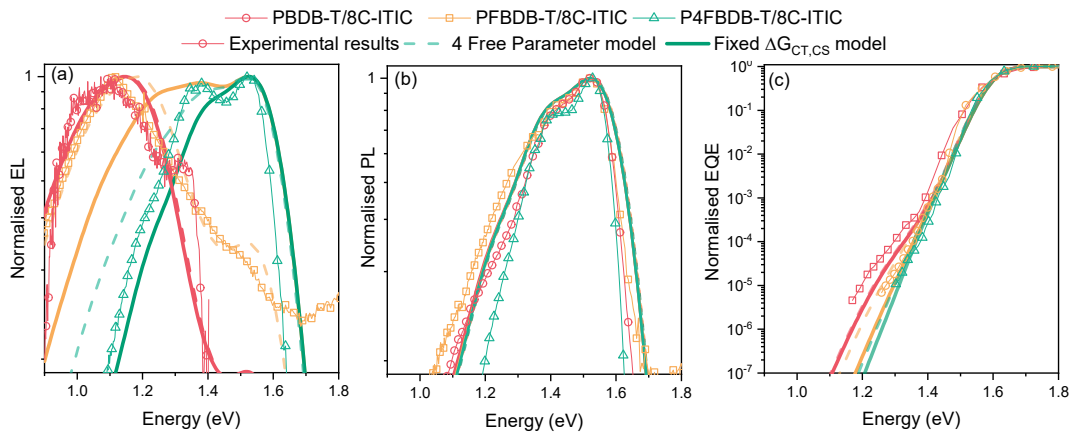 PBDB-T/8C-ITIC PFBDB-T/8C-ITIC P4FBDB-T/8C-ITIC
Experimental results 4 Free Parameter model Fixed ΔG_CT,CS model
(a)
1
Normalised EL
1.0 1.2 1.4 1.6 1.8
Energy (eV)
(b)
1
Normalised PL
1.0 1.2 1.4 1.6 1.8
Energy (eV)
(c)
10^0
10^-1
10^-2
10^-3
10^-4
10^-5
10^-6
10^-7
Normalised EQE
1.0 1.2 1.4 1.6 1.8
Energy (eV)